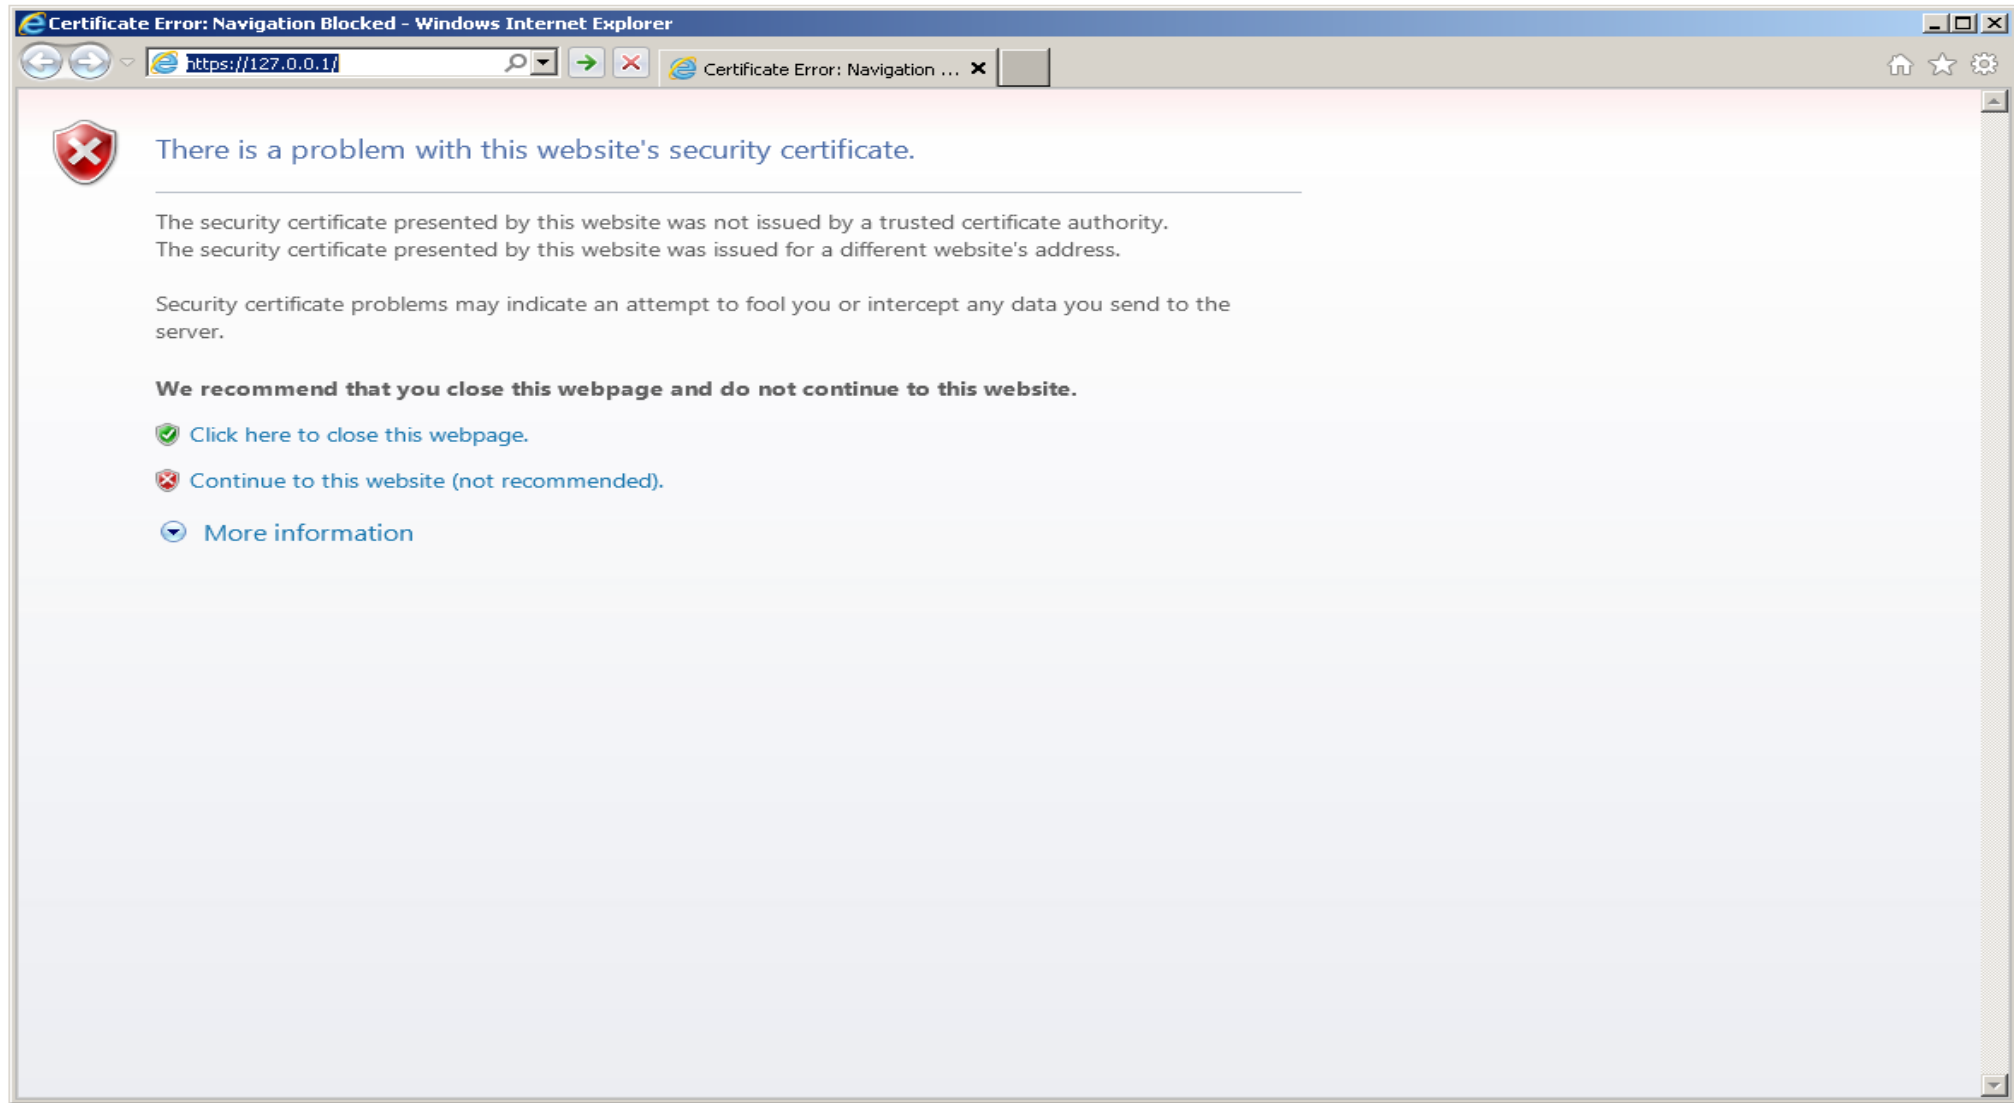 Certificate Error: Navigation Blocked - Windows Internet Explorer
https://127.0.0.1/
Certificate Error: Navigation ...
There is a problem with this website's security certificate.
The security certificate presented by this website was not issued by a trusted certificate authority.
The security certificate presented by this website was issued for a different website's address.
Security certificate problems may indicate an attempt to fool you or intercept any data you send to the
server.
We recommend that you close this webpage and do not continue to this website.
Click here to close this webpage.
Continue to this website (not recommended).
More information